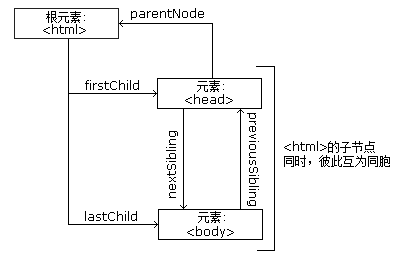 根元素:
<html>
parentNode
firstChild
元素:
<head>
nextSibling
previousSibling
<html>的子节点
同时，彼此互为同胞
lastChild
元素:
<body>